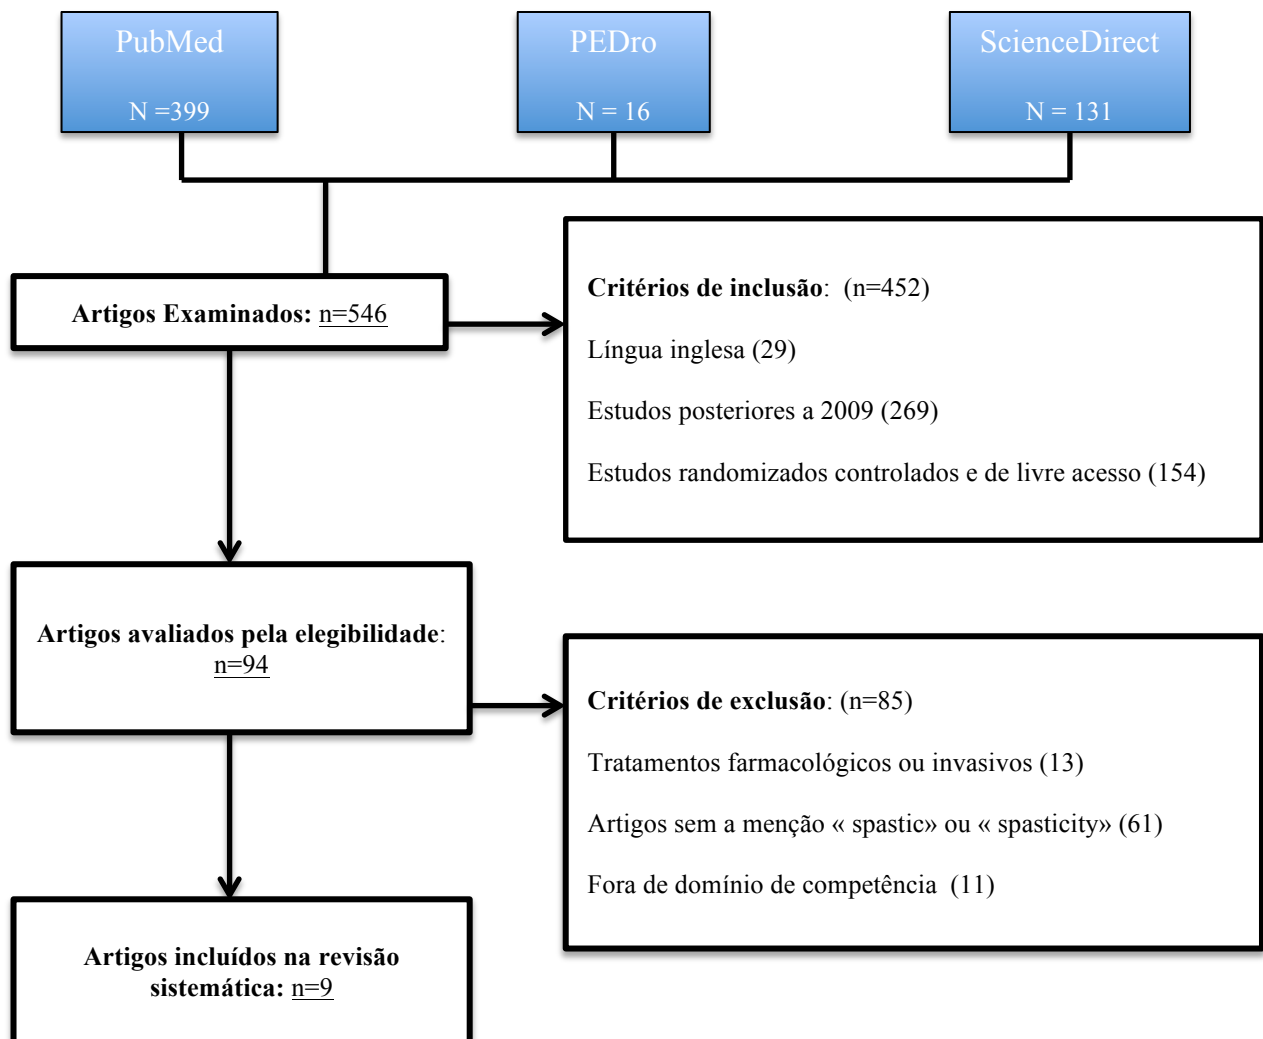 PubMed
N =399
PEDro
N = 16
ScienceDirect
N = 131
Artigos Examinados: n=546
Critérios de inclusão:  (n=452)
Língua inglesa (29)
Estudos posteriores a 2009 (269)
Estudos randomizados controlados e de livre acesso (154)
Artigos avaliados pela elegibilidade:
n=94
Critérios de exclusão: (n=85)
Tratamentos farmacológicos ou invasivos (13)
Artigos sem a menção « spastic» ou « spasticity» (61)
Fora de domínio de competência  (11)
Artigos incluídos na revisão
sistemática: n=9